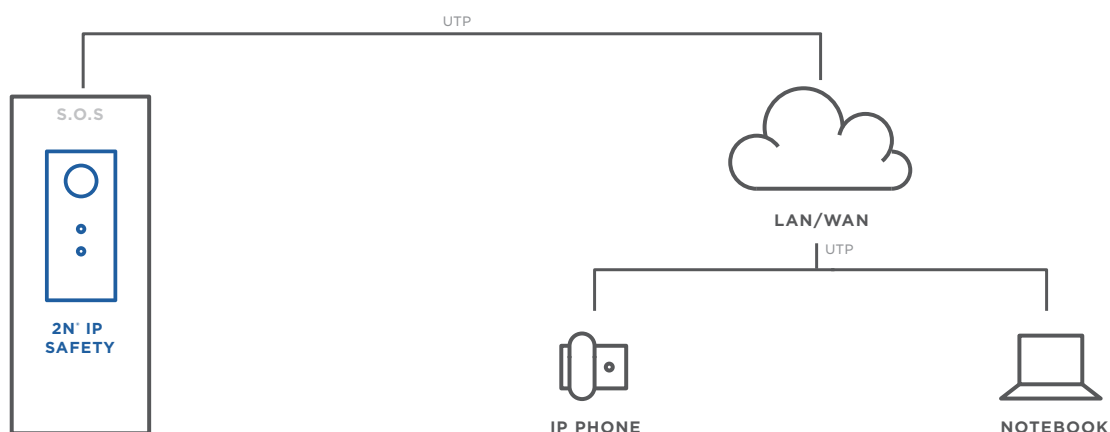 UTP
S.O.S
2N® IP
SAFETY
LAN/WAN
UTP
IP PHONE
NOTEBOOK